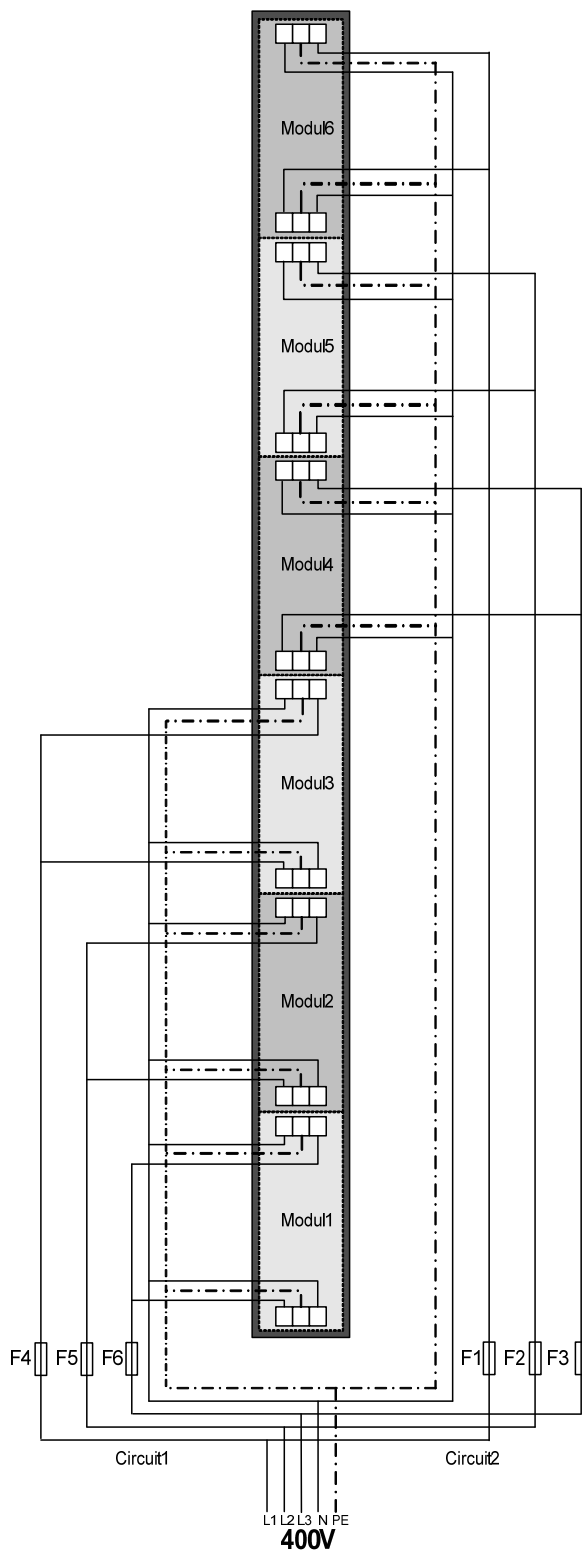 Modul6
Modul5
Modul4
Modul3
Modul2
Modul1
F4 F5 F6 F1 F2 F3
Circuit1 Circuit2
L1 L2 L3 N PE
400V